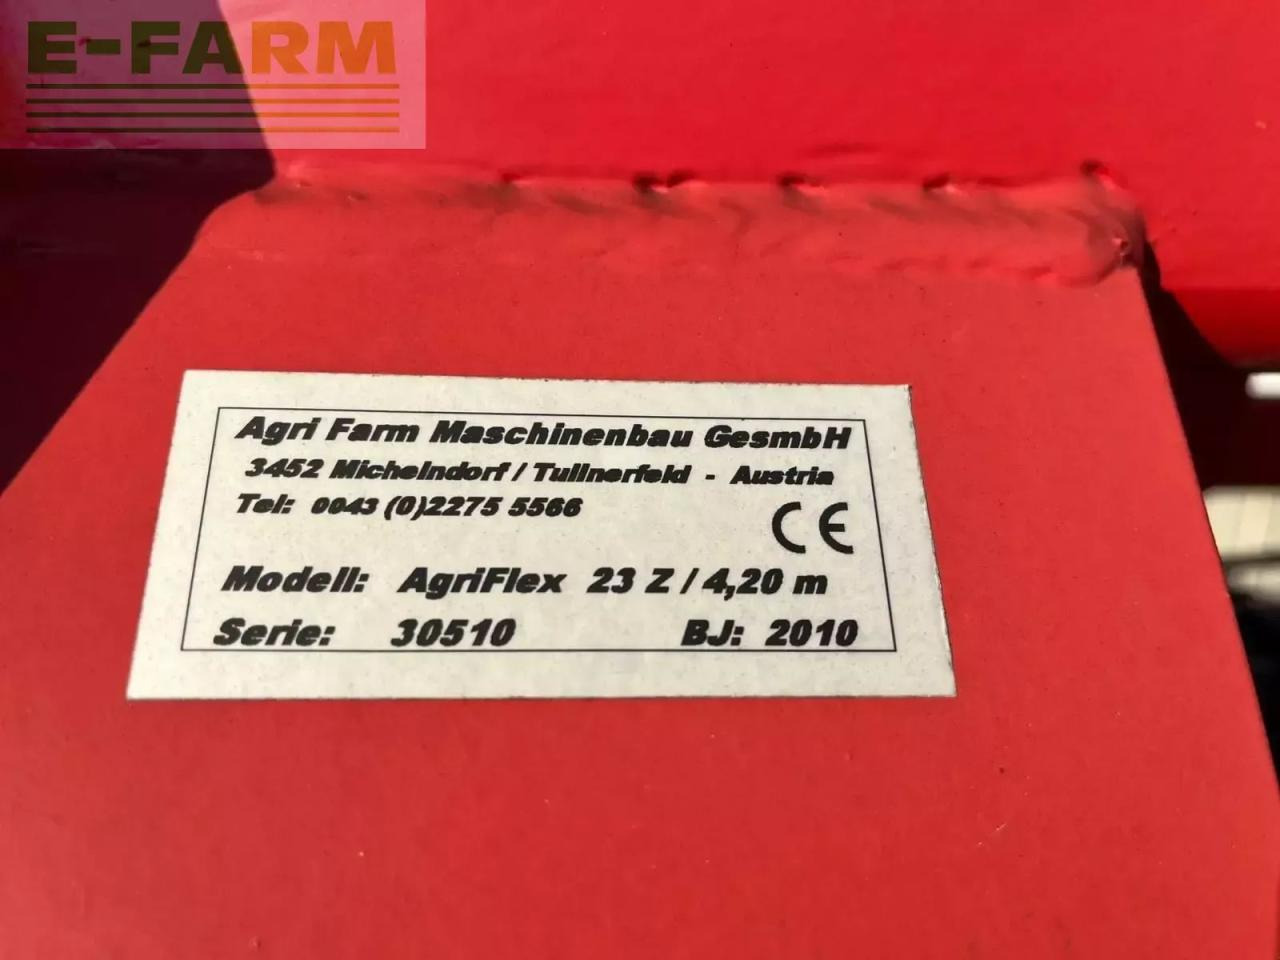 E-FARM
Agri Farm Maschinenbau GesmbH
3452 Michelndorf / Tullnerfeld - Austria
Tel: 0043 (0)2275 5566
CE
Modell: AgriFlex 23 Z / 4,20 m
Serie: 30510 BJ: 2010